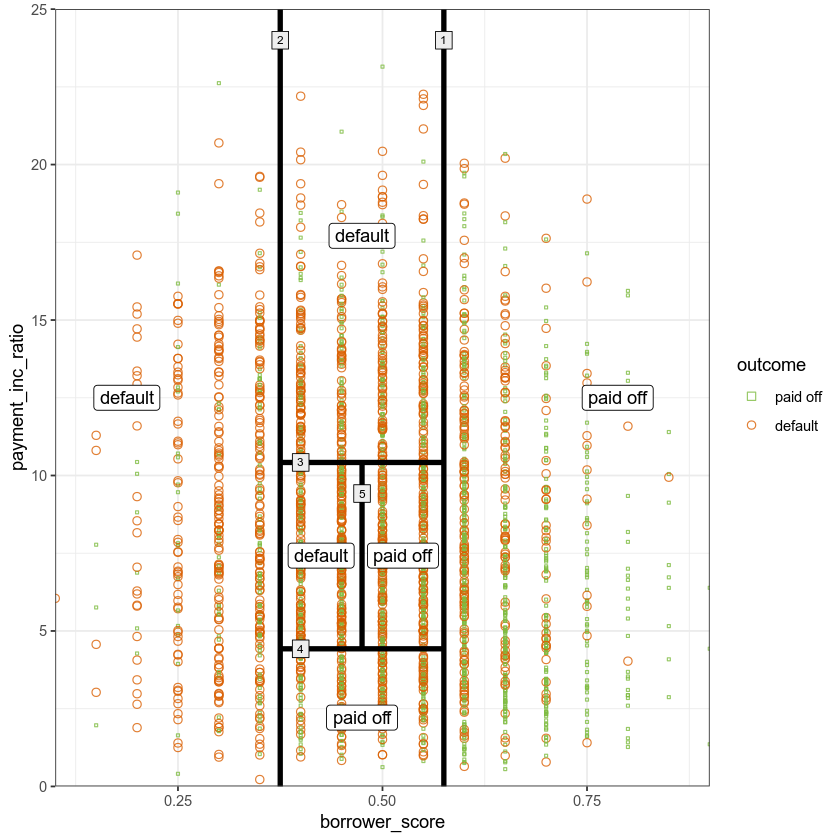 25
20
15
10
5
0
payment_inc_ratio
2
1
default
default
paid off
3
5
default
paid off
4
paid off
0.25
0.50
0.75
borrower_score
outcome
paid off
default